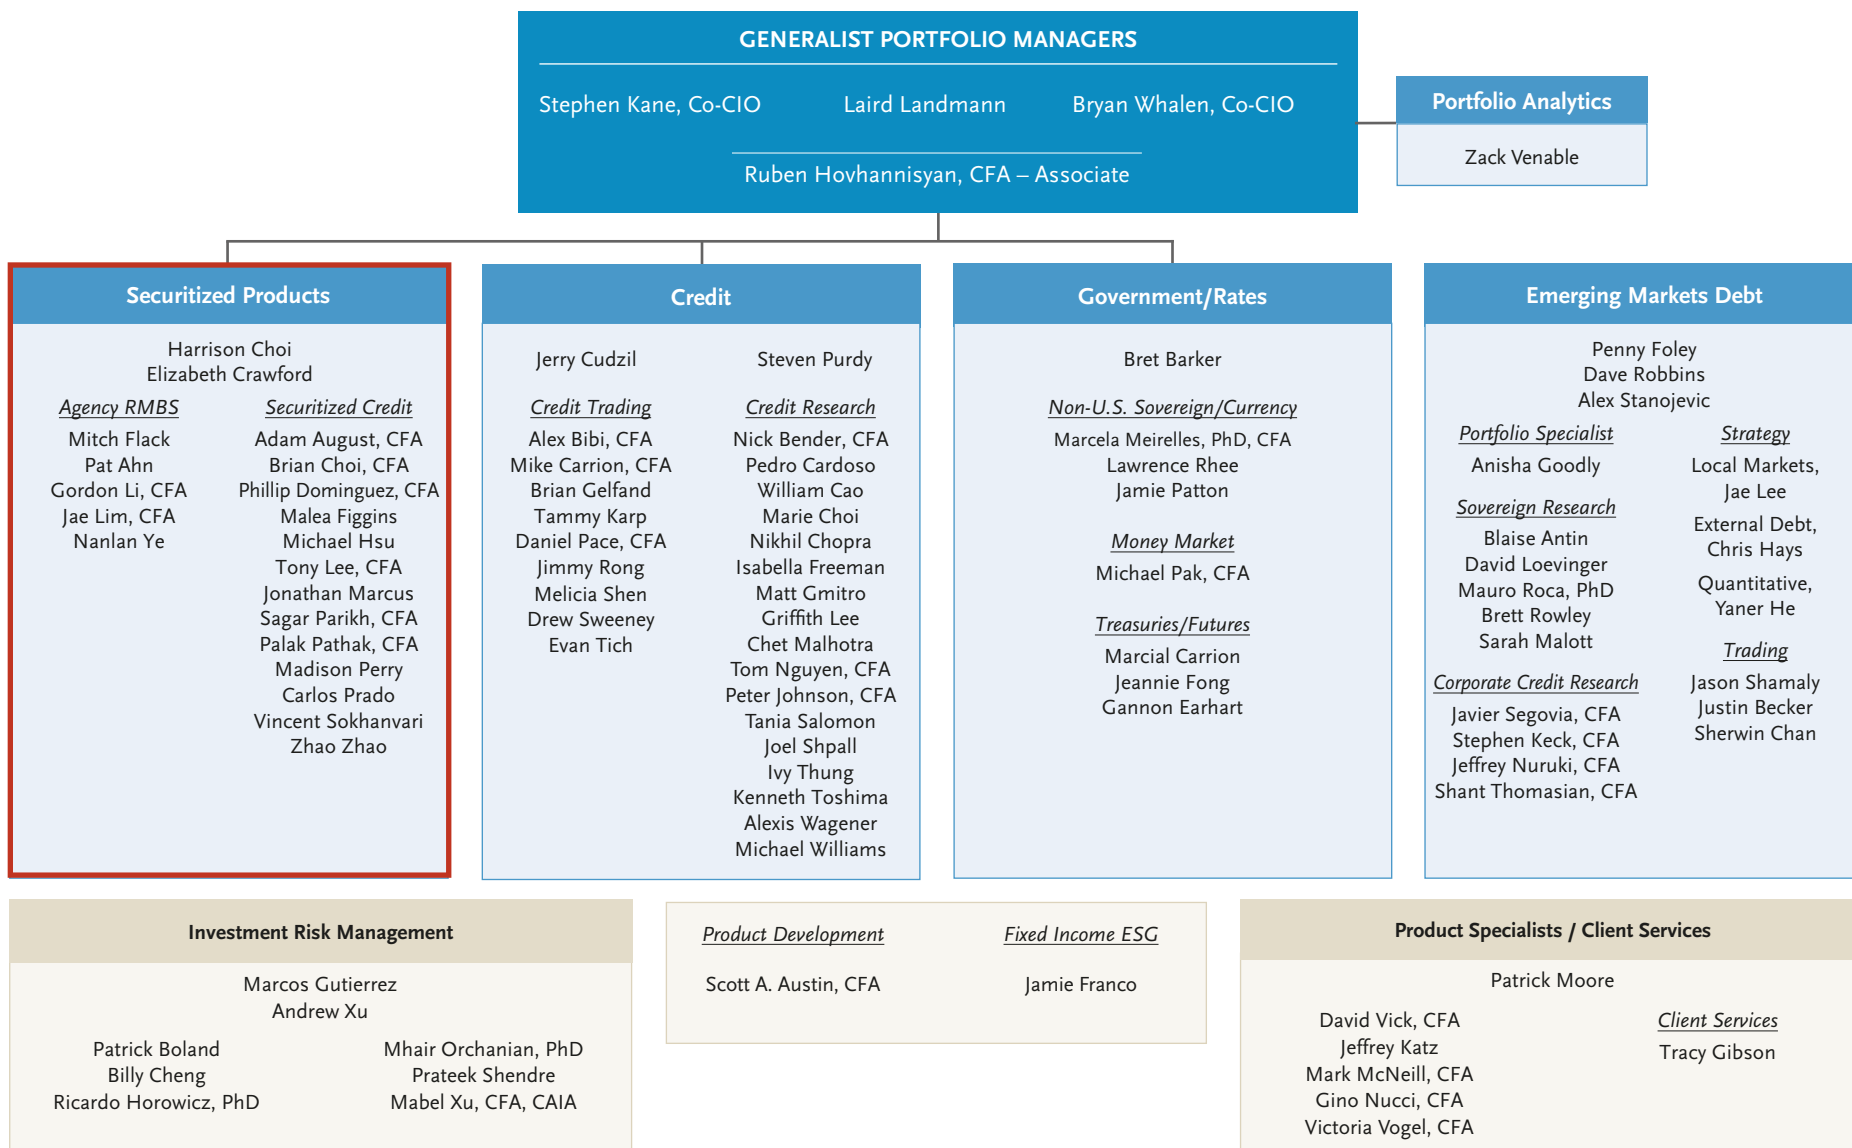 GENERALIST PORTFOLIO MANAGERS
Stephen Kane, Co-CIO
Laird Landmann
Bryan Whalen, Co-CIO
Ruben Hovhannisyan, CFA – Associate
Portfolio Analytics
Zack Venable
Securitized Products
Harrison Choi
Elizabeth Crawford
Agency RMBS
Mitch Flack
Pat Ahn
Gordon Li, CFA
Jae Lim, CFA
Nanlan Ye
Securitized Credit
Adam August, CFA
Brian Choi, CFA
Phillip Dominguez, CFA
Malea Figgins
Michael Hsu
Tony Lee, CFA
Jonathan Marcus
Sagar Parikh, CFA
Palak Pathak, CFA
Madison Perry
Carlos Prado
Vincent Sokhanvari
Zhao Zhao
Credit
Jerry Cudzil
Credit Trading
Alex Bibi, CFA
Mike Carrion, CFA
Brian Gelfand
Tammy Karp
Daniel Pace, CFA
Jimmy Rong
Melicia Shen
Drew Sweeney
Evan Tich
Steven Purdy
Credit Research
Nick Bender, CFA
Pedro Cardoso
William Cao
Marie Choi
Nikhil Chopra
Isabella Freeman
Matt Gmitro
Griffith Lee
Chet Malhotra
Tom Nguyen, CFA
Peter Johnson, CFA
Tania Salomon
Joel Shpall
Ivy Thung
Kenneth Toshima
Alexis Wagener
Michael Williams
Government/Rates
Bret Barker
Non-U.S. Sovereign/Currency
Marcela Meirelles, PhD, CFA
Lawrence Rhee
Jamie Patton
Money Market
Michael Pak, CFA
Treasuries/Futures
Marcial Carrion
Jeannie Fong
Gannon Earhart
Emerging Markets Debt
Penny Foley
Dave Robbins
Alex Stanojevic
Portfolio Specialist
Anisha Goodly
Sovereign Research
Blaise Antin
David Loevinger
Mauro Roca, PhD
Brett Rowley
Sarah Malott
Corporate Credit Research
Javier Segovia, CFA
Stephen Keck, CFA
Jeffrey Nuruki, CFA
Shant Thomasian, CFA
Strategy
Local Markets,
Jae Lee
External Debt,
Chris Hays
Quantitative,
Yaner He
Trading
Jason Shamaly
Justin Becker
Sherwin Chan
Investment Risk Management
Marcos Gutierrez
Andrew Xu
Patrick Boland
Billy Cheng
Ricardo Horowicz, PhD
Mhair Orchanian, PhD
Prateek Shendre
Mabel Xu, CFA, CAIA
Product Development
Scott A. Austin, CFA
Fixed Income ESG
Jamie Franco
Product Specialists / Client Services
Patrick Moore
David Vick, CFA
Jeffrey Katz
Mark McNeill, CFA
Gino Nucci, CFA
Victoria Vogel, CFA
Client Services
Tracy Gibson